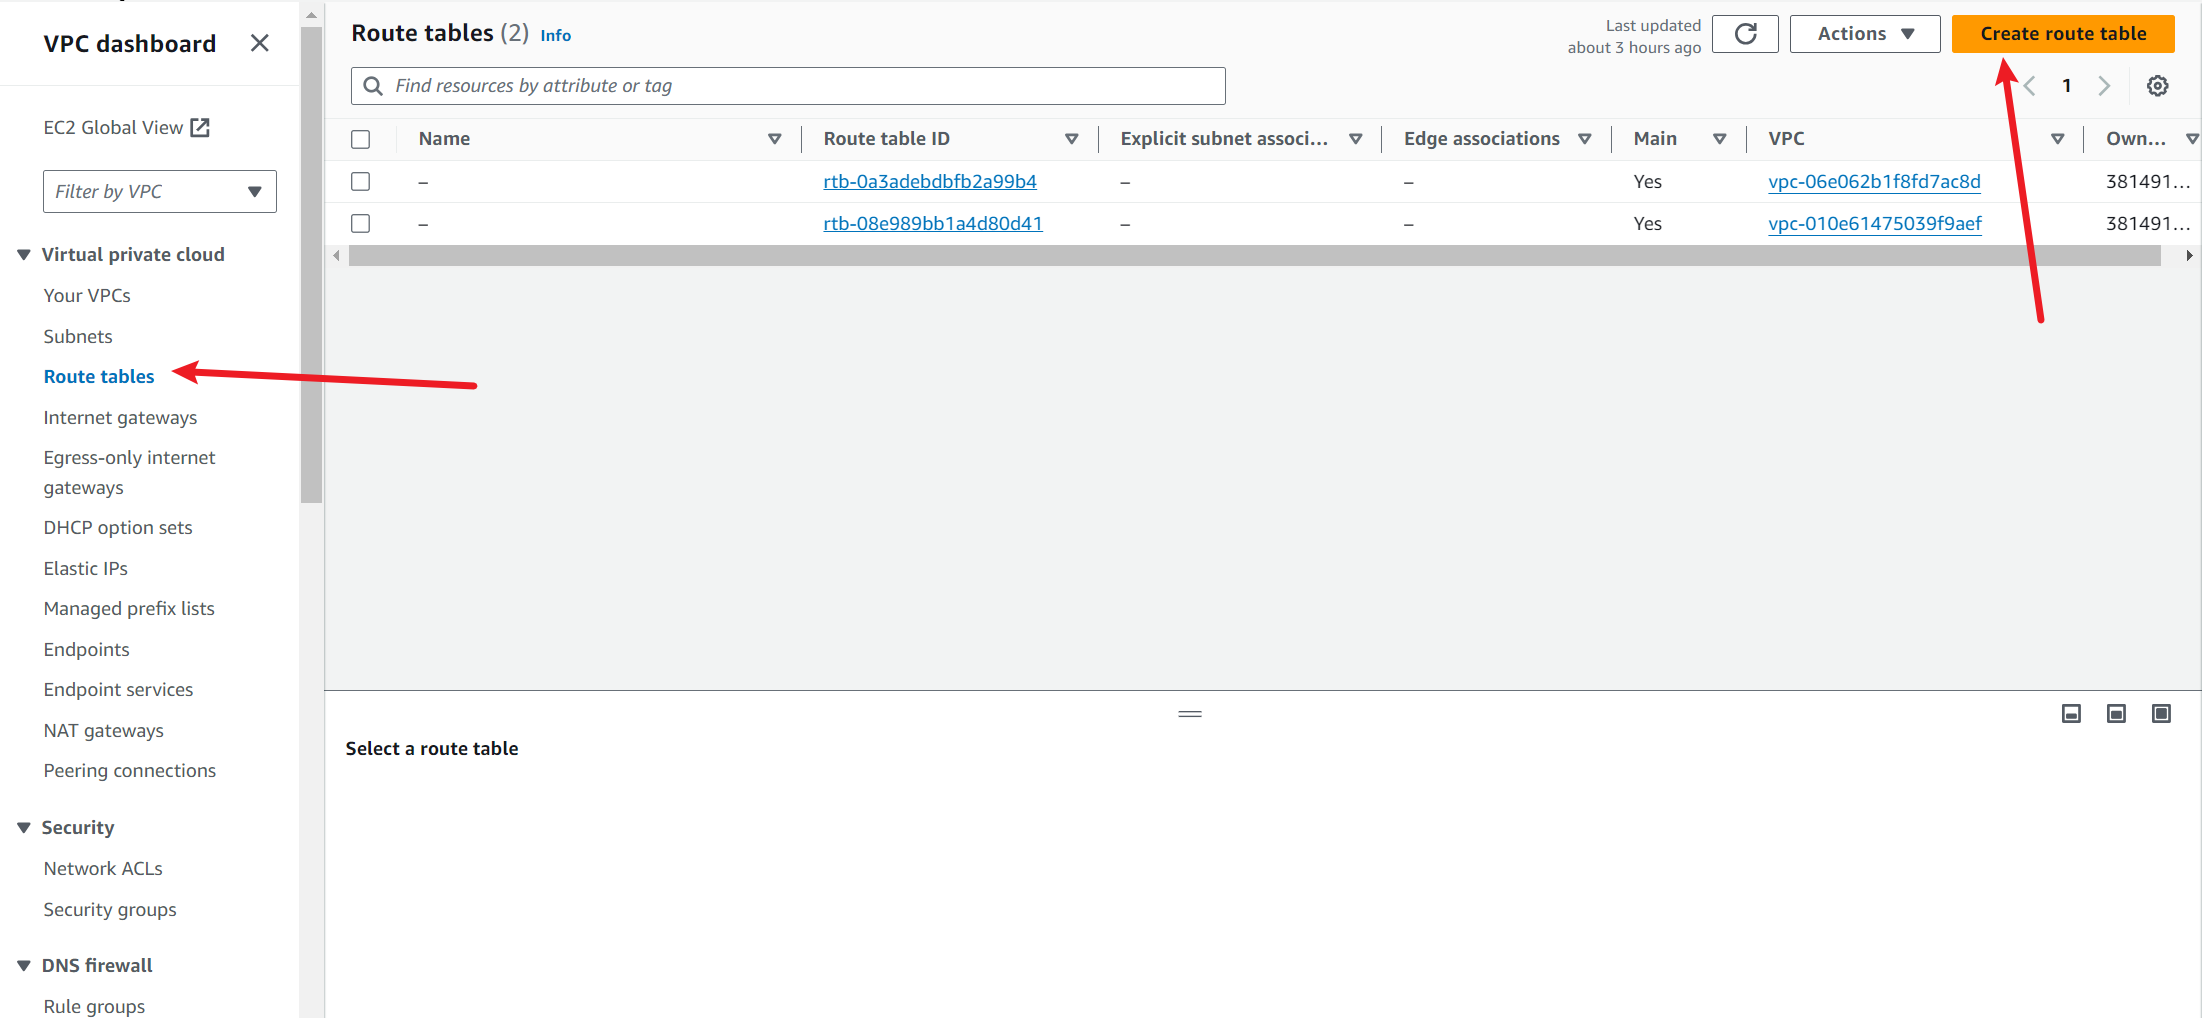 VPC dashboard
EC2 Global View
Filter by VPC
Virtual private cloud
Your VPCs
Subnets
Route tables
Internet gateways
Egress-only internet
gateways
DHCP option sets
Elastic IPs
Managed prefix lists
Endpoints
Endpoint services
NAT gateways
Peering connections
Security
Network ACLs
Security groups
DNS firewall
Rule groups
Route tables (2) Info
Last updated
about 3 hours ago
Actions
Create route table
Find resources by attribute or tag
1
Name Route table ID Explicit subnet associ... Edge associations Main VPC Own...
– rtb-0a3adebdbfb2a99b4 – – Yes vpc-06e062b1f8fd7ac8d 381491...
– rtb-08e989bb1a4d80d41 – – Yes vpc-010e61475039f9aef 381491...
Select a route table